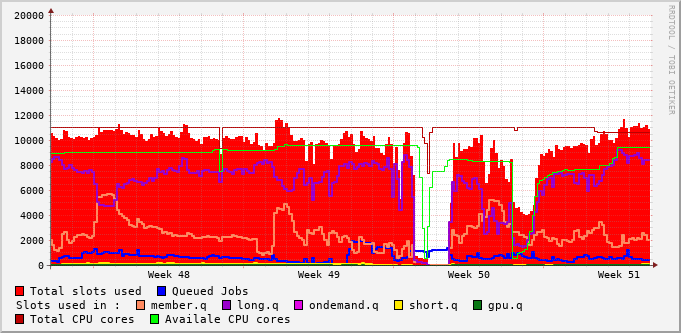 RRDTOOL / TOBI OETIKER
20000
18000
16000
14000
12000
10000
8000
6000
4000
2000
0
Week 48 Week 49 Week 50 Week 51
Total slots used Queued Jobs
Slots used in : member.q long.q ondemand.q short.q gpu.q
Total CPU cores Availale CPU cores